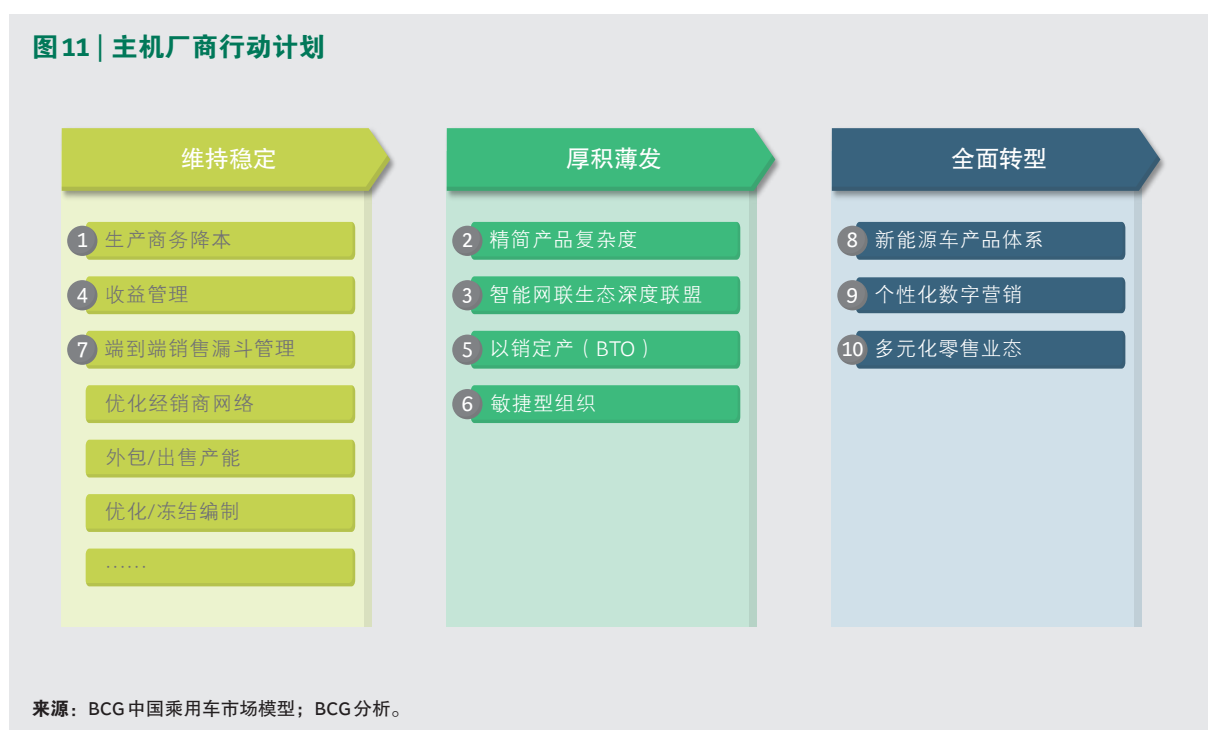 图11 | 主机厂商行动计划
维持稳定
1 生产商务降本
4 收益管理
7 端到端销售漏斗管理
优化经销商网络
外包/出售产能
优化/冻结编制
……
厚积薄发
2 精简产品复杂度
3 智能网联生态深度联盟
5 以销定产（BTO）
6 敏捷型组织
全面转型
8 新能源车产品体系
9 个性化数字营销
10 多元化零售业态
来源：BCG中国乘用车市场模型；BCG分析。